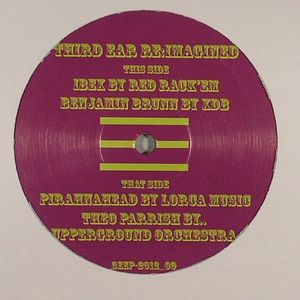 THIRD EAR RE:IMAGINED
THIS SIDE
IBEX BY RED RACK'EM
BENJAMIN BRUNN BY XDB
THAT SIDE
PIRAHNAHEAD BY LORCA MUSIC
THEO PARRISH BY..
UPPERGROUND ORCHESTRA
3EEP-2012_09